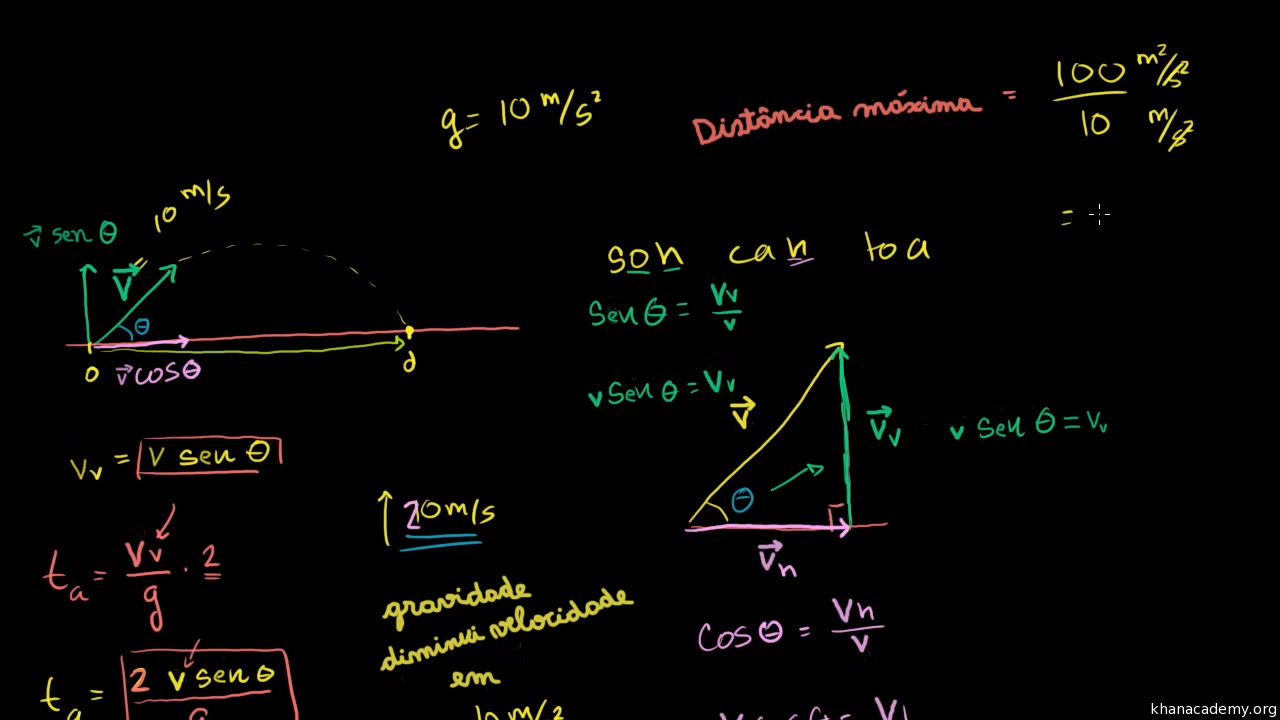 g = 10 m/s²
Distância máxima = 100 m²/s² / 10 m/s²
=
10 m/s
v sen θ
v
θ
0
d
v cos θ
soh cah toa
Sen θ = Vv / v
v Sen θ = Vv
v
Vv
v Sen θ = Vv
θ
Vh
Vv = v sen θ
ta = Vv / g · 2
20 m/s
gravidade
diminui velocidade
em
Cos θ = Vh / v
ta = 2 v sen θ
khanacademy.org